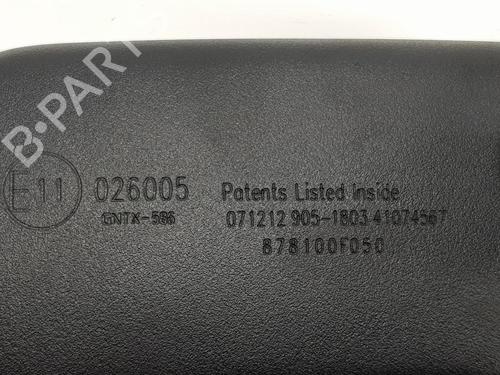 B-PARTS
E11 026005 Patents Listed Inside
GNTX-586 071212 905-1803 41074567
878100F050